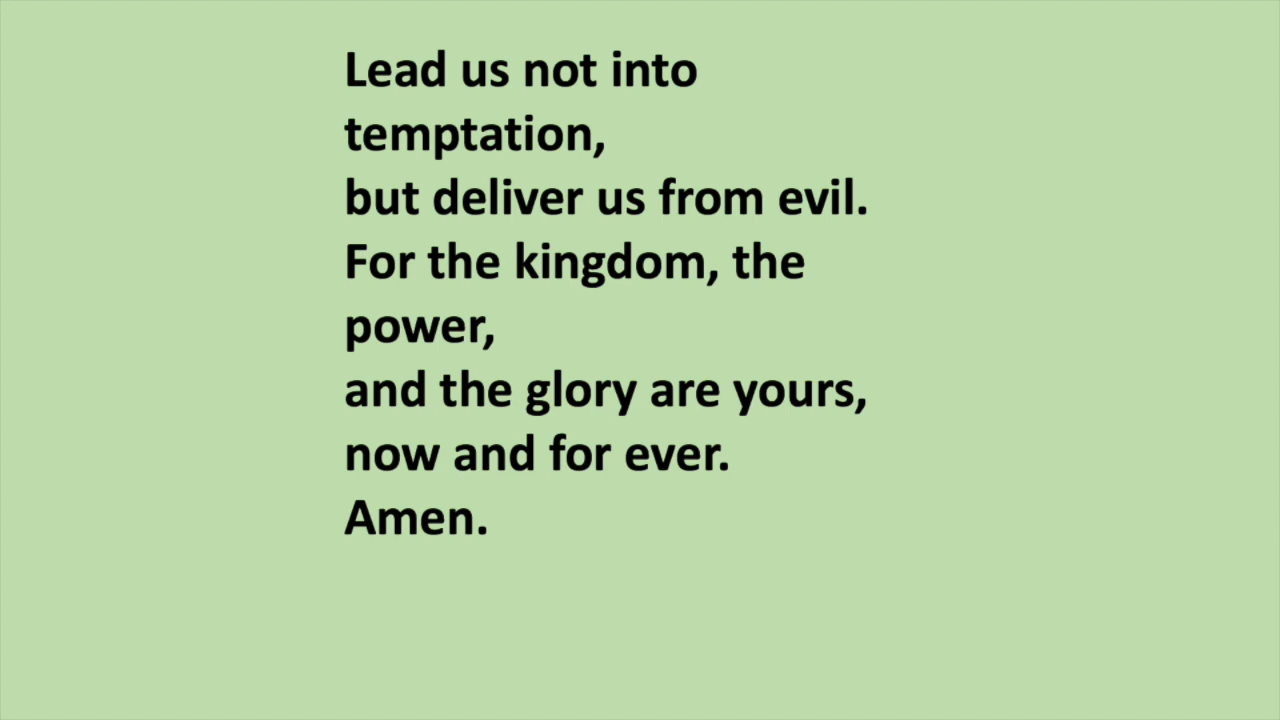 Lead us not into
temptation,
but deliver us from evil.
For the kingdom, the
power,
and the glory are yours,
now and for ever.
Amen.